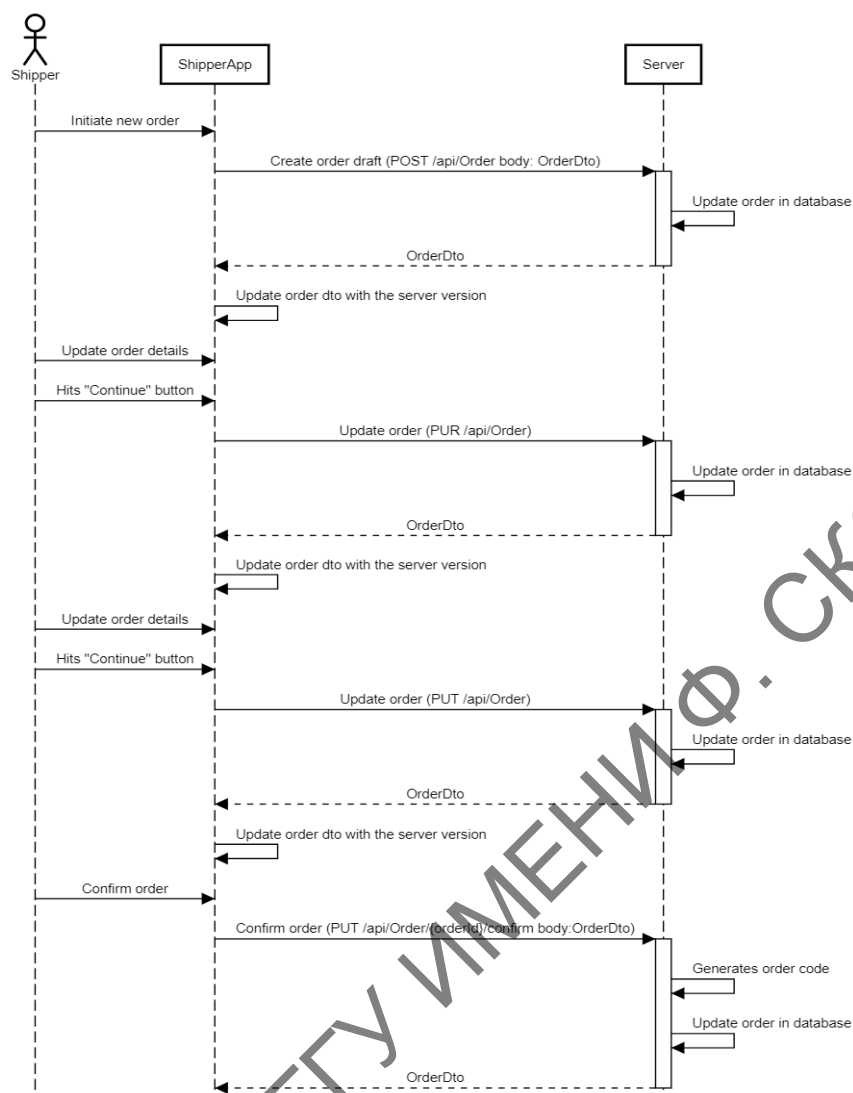 Shipper
ShipperApp
Server
Initiate new order
Create order draft (POST /api/Order body: OrderDto)
Update order in database
OrderDto
Update order dto with the server version
Update order details
Hits "Continue" button
Update order (PUR /api/Order)
Update order in database
OrderDto
Update order dto with the server version
Update order details
Hits "Continue" button
Update order (PUT /api/Order)
Update order in database
OrderDto
Update order dto with the server version
Confirm order
Confirm order (PUT /api/Order/{orderId}/confirm body:OrderDto)
Generates order code
Update order in database
OrderDto
ГГУ ИМЕНИ Ф. СК